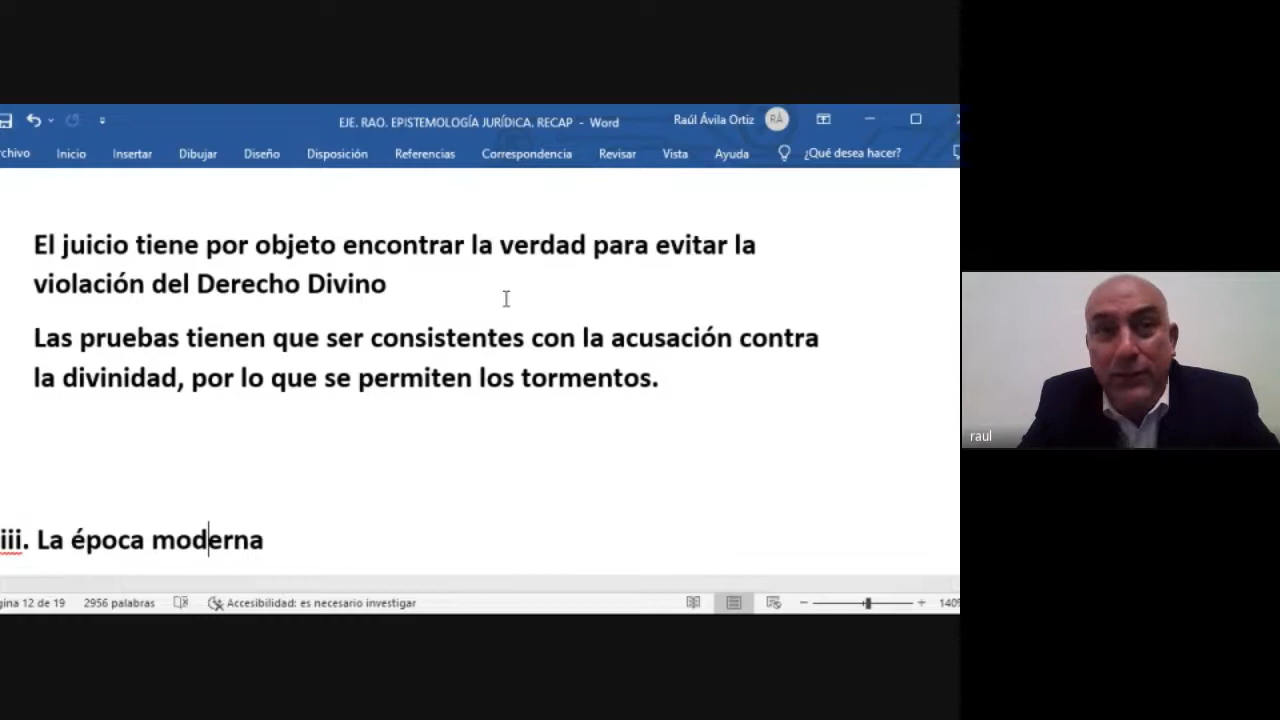 EJE. RAO. EPISTEMOLOGÍA JURÍDICA. RECAP - Word
Raúl Ávila Ortiz
RÁ
rchivo Inicio Insertar Dibujar Diseño Disposición Referencias Correspondencia Revisar Vista Ayuda ¿Qué desea hacer?
El juicio tiene por objeto encontrar la verdad para evitar la
violación del Derecho Divino
Las pruebas tienen que ser consistentes con la acusación contra
la divinidad, por lo que se permiten los tormentos.
iii. La época moderna
gina 12 de 19 2956 palabras Accesibilidad: es necesario investigar
140%
raul